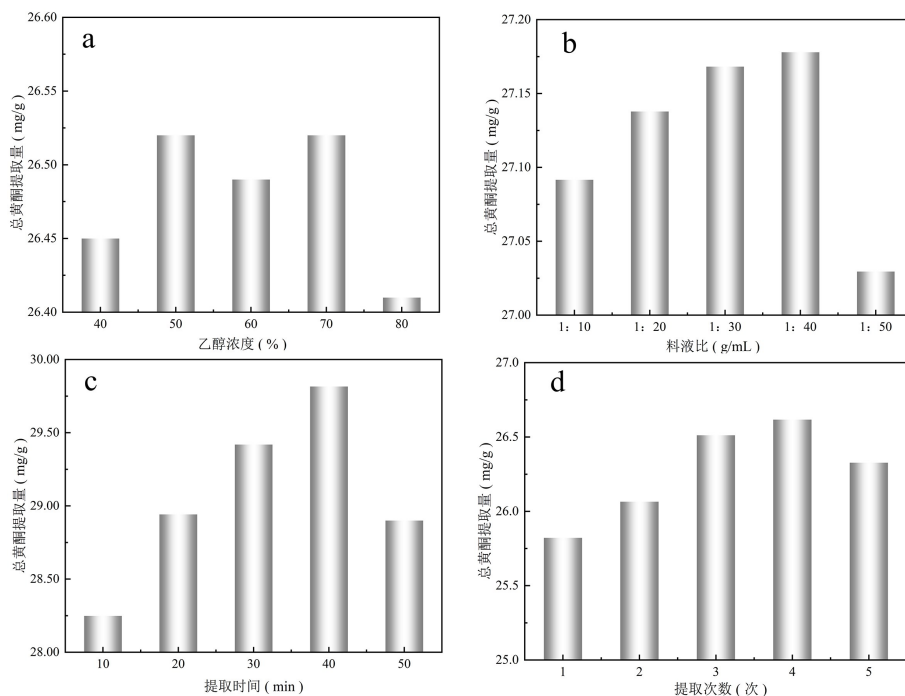 a
26.60
26.55
26.50
26.45
26.40
总黄酮提取量 ( mg/g )
40 50 60 70 80
乙醇浓度 ( % )
b
27.20
27.15
27.10
27.05
27.00
总黄酮提取量 ( mg/g )
1：10 1：20 1：30 1：40 1：50
料液比 ( g/mL )
c
30.00
29.50
29.00
28.50
28.00
总黄酮提取量 ( mg/g )
10 20 30 40 50
提取时间 ( min )
d
27.0
26.5
26.0
25.5
25.0
总黄酮提取量 ( mg/g )
1 2 3 4 5
提取次数 ( 次 )